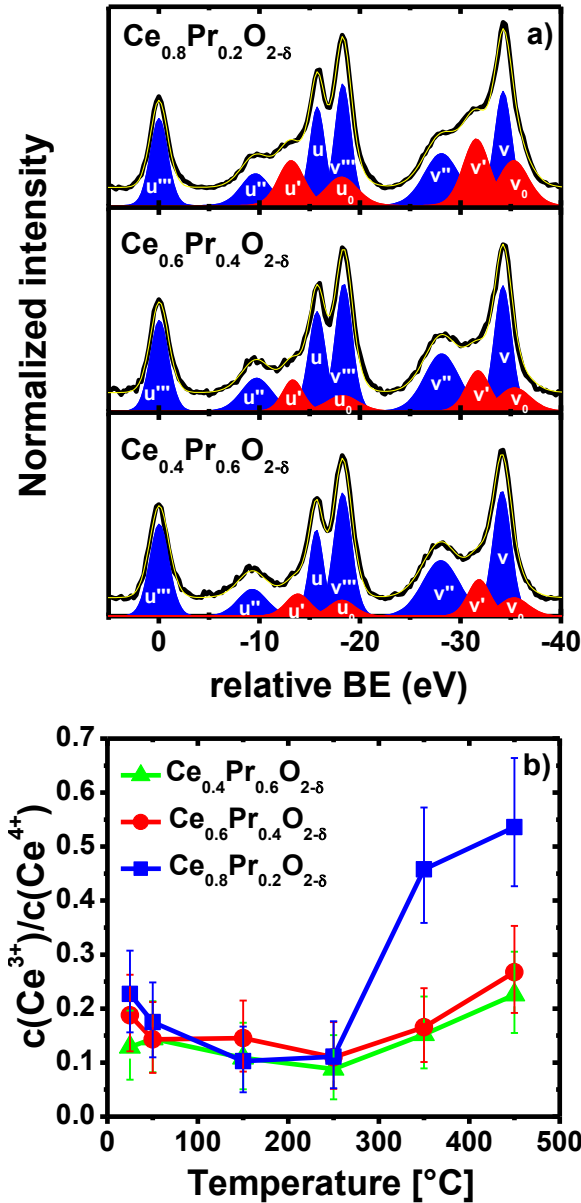 a)
Normalized intensity
Ce0.8Pr0.2O2-δ
u''' u'' u' u v''' u0 v'' v' v v0
Ce0.6Pr0.4O2-δ
u''' u'' u' u v''' u0 v'' v' v v0
Ce0.4Pr0.6O2-δ
u''' u'' u' u v''' u0 v'' v' v v0
0 -10 -20 -30 -40
relative BE (eV)
b)
c(Ce3+)/c(Ce4+)
0.7
0.6
0.5
0.4
0.3
0.2
0.1
0.0
Ce0.4Pr0.6O2-δ
Ce0.6Pr0.4O2-δ
Ce0.8Pr0.2O2-δ
0 100 200 300 400 500
Temperature [°C]